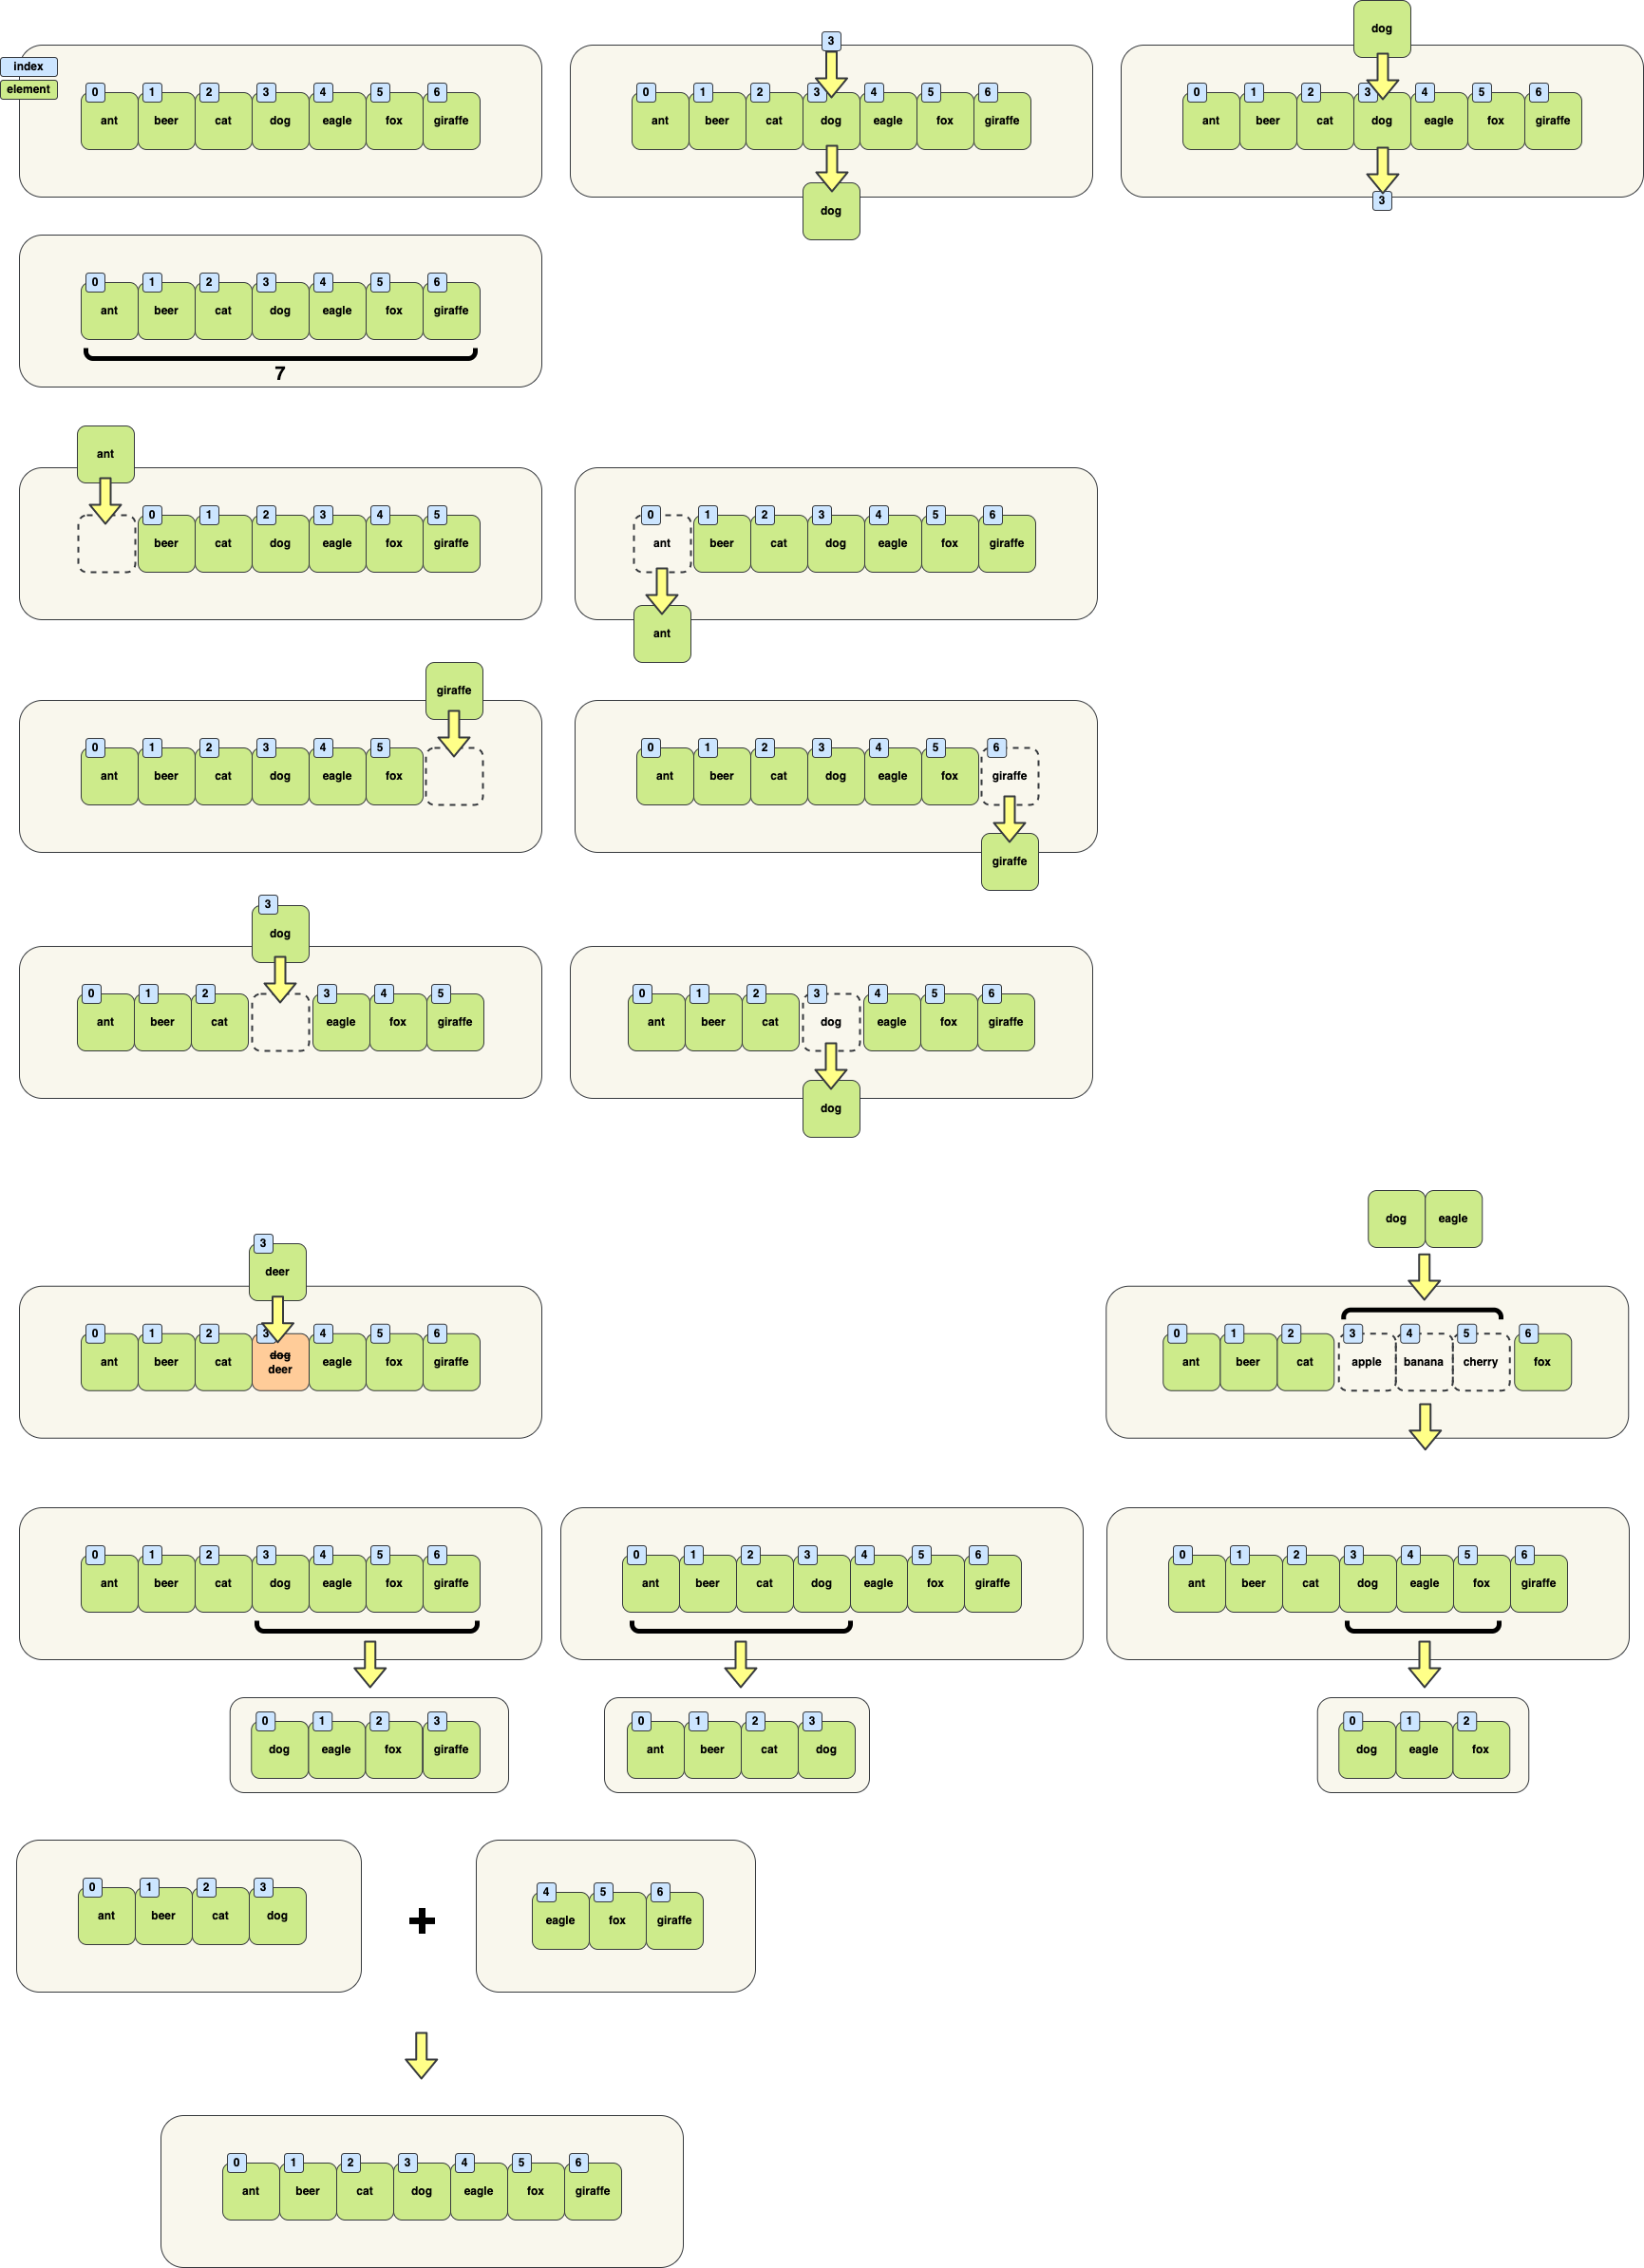 index
element
0 1 2 3 4 5 6
ant beer cat dog eagle fox giraffe
3
0 1 2 3 4 5 6
ant beer cat dog eagle fox giraffe
dog
dog
0 1 2 3 4 5 6
ant beer cat dog eagle fox giraffe
3
0 1 2 3 4 5 6
ant beer cat dog eagle fox giraffe
7
ant
0 1 2 3 4 5
beer cat dog eagle fox giraffe
0 1 2 3 4 5 6
ant beer cat dog eagle fox giraffe
ant
giraffe
0 1 2 3 4 5
ant beer cat dog eagle fox
0 1 2 3 4 5 6
ant beer cat dog eagle fox giraffe
giraffe
3
dog
0 1 2 3 4 5
ant beer cat eagle fox giraffe
0 1 2 3 4 5 6
ant beer cat dog eagle fox giraffe
dog
3
deer
0 1 2 3 4 5 6
dog
ant beer cat deer eagle fox giraffe
dog eagle
0 1 2 3 4 5 6
ant beer cat apple banana cherry fox
0 1 2 3 4 5 6
ant beer cat dog eagle fox giraffe
0 1 2 3
dog eagle fox giraffe
0 1 2 3 4 5 6
ant beer cat dog eagle fox giraffe
0 1 2 3
ant beer cat dog
0 1 2 3 4 5 6
ant beer cat dog eagle fox giraffe
0 1 2
dog eagle fox
0 1 2 3
ant beer cat dog
+
4 5 6
eagle fox giraffe
0 1 2 3 4 5 6
ant beer cat dog eagle fox giraffe